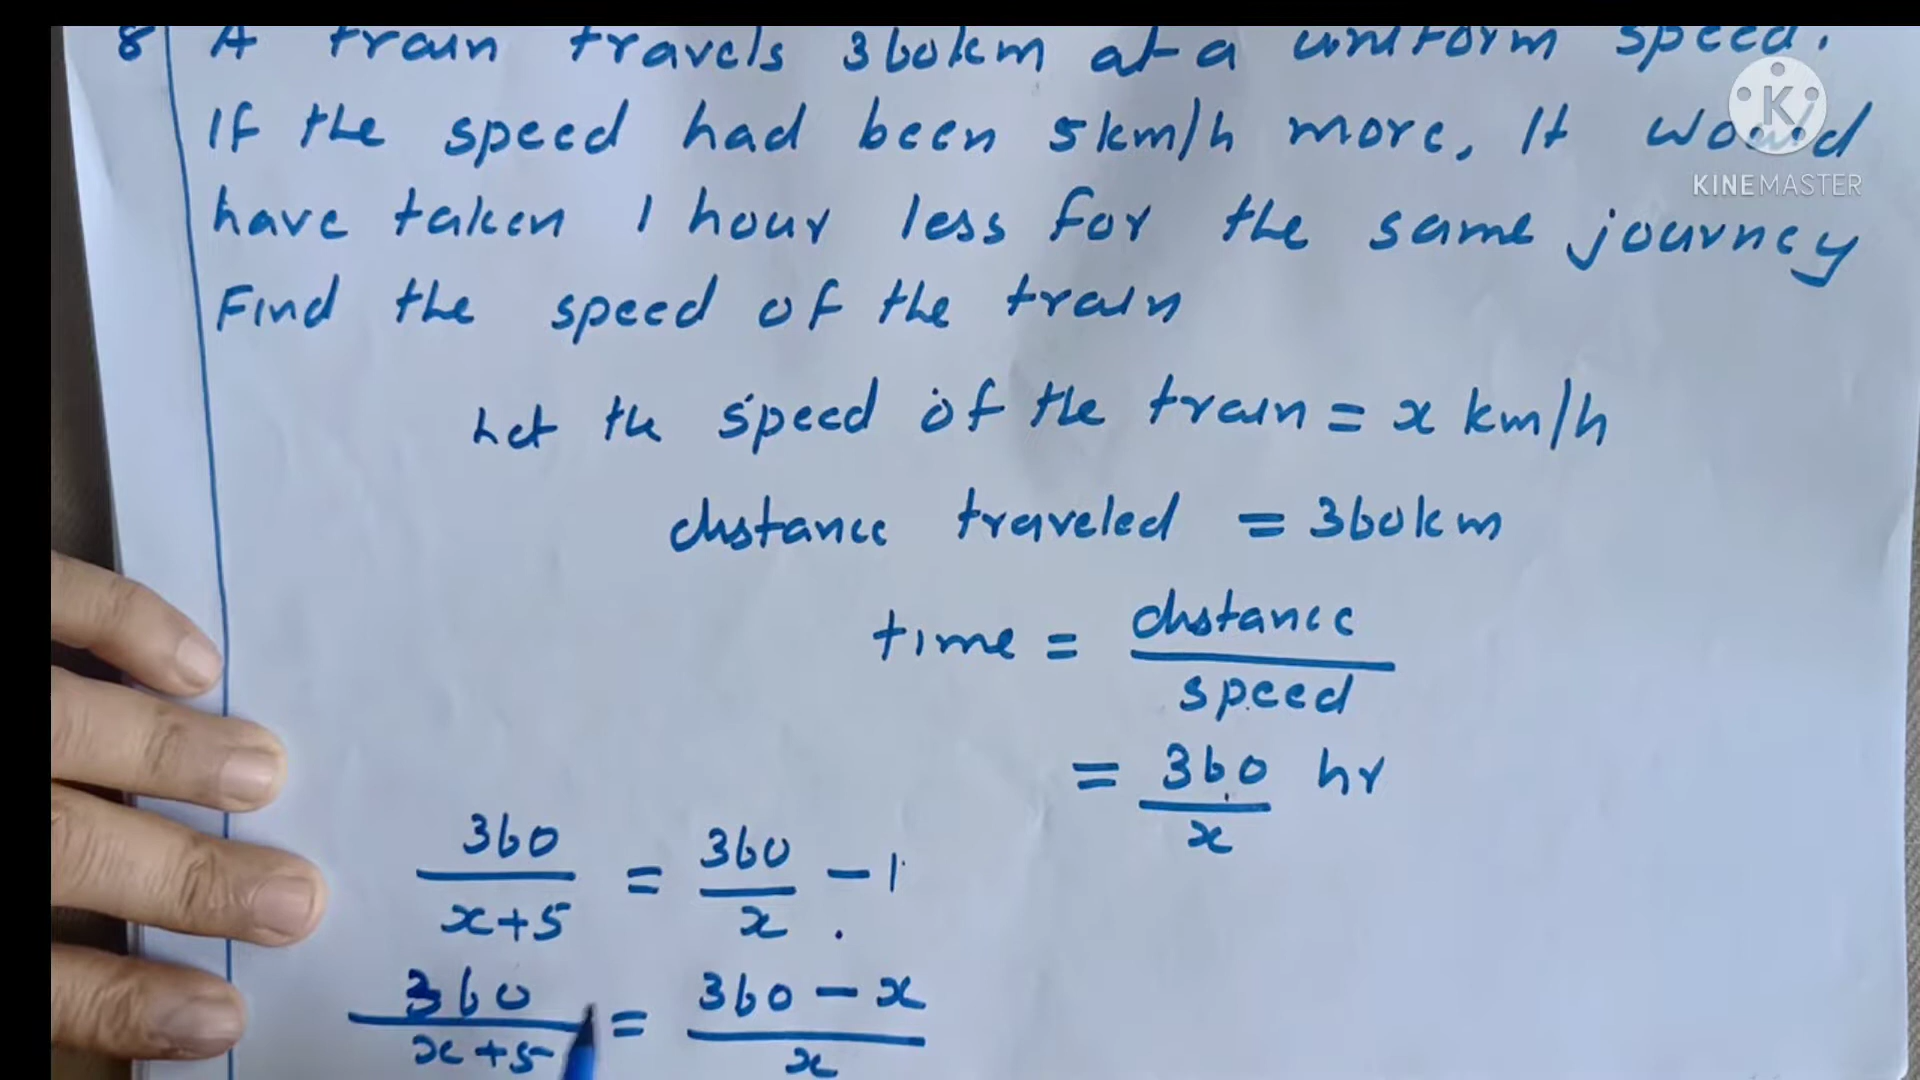 8 A train travels 360km at a uniform speed.
If the speed had been 5km/h more, It would
have taken 1 hour less for the same journey
Find the speed of the train
Let the speed of the train = x km/h
distance traveled = 360km
time = distance / speed
= 360 / x hr
360 / x+5 = 360 / x - 1
360 / x+5 = 360 - x / x
KINEMASTER